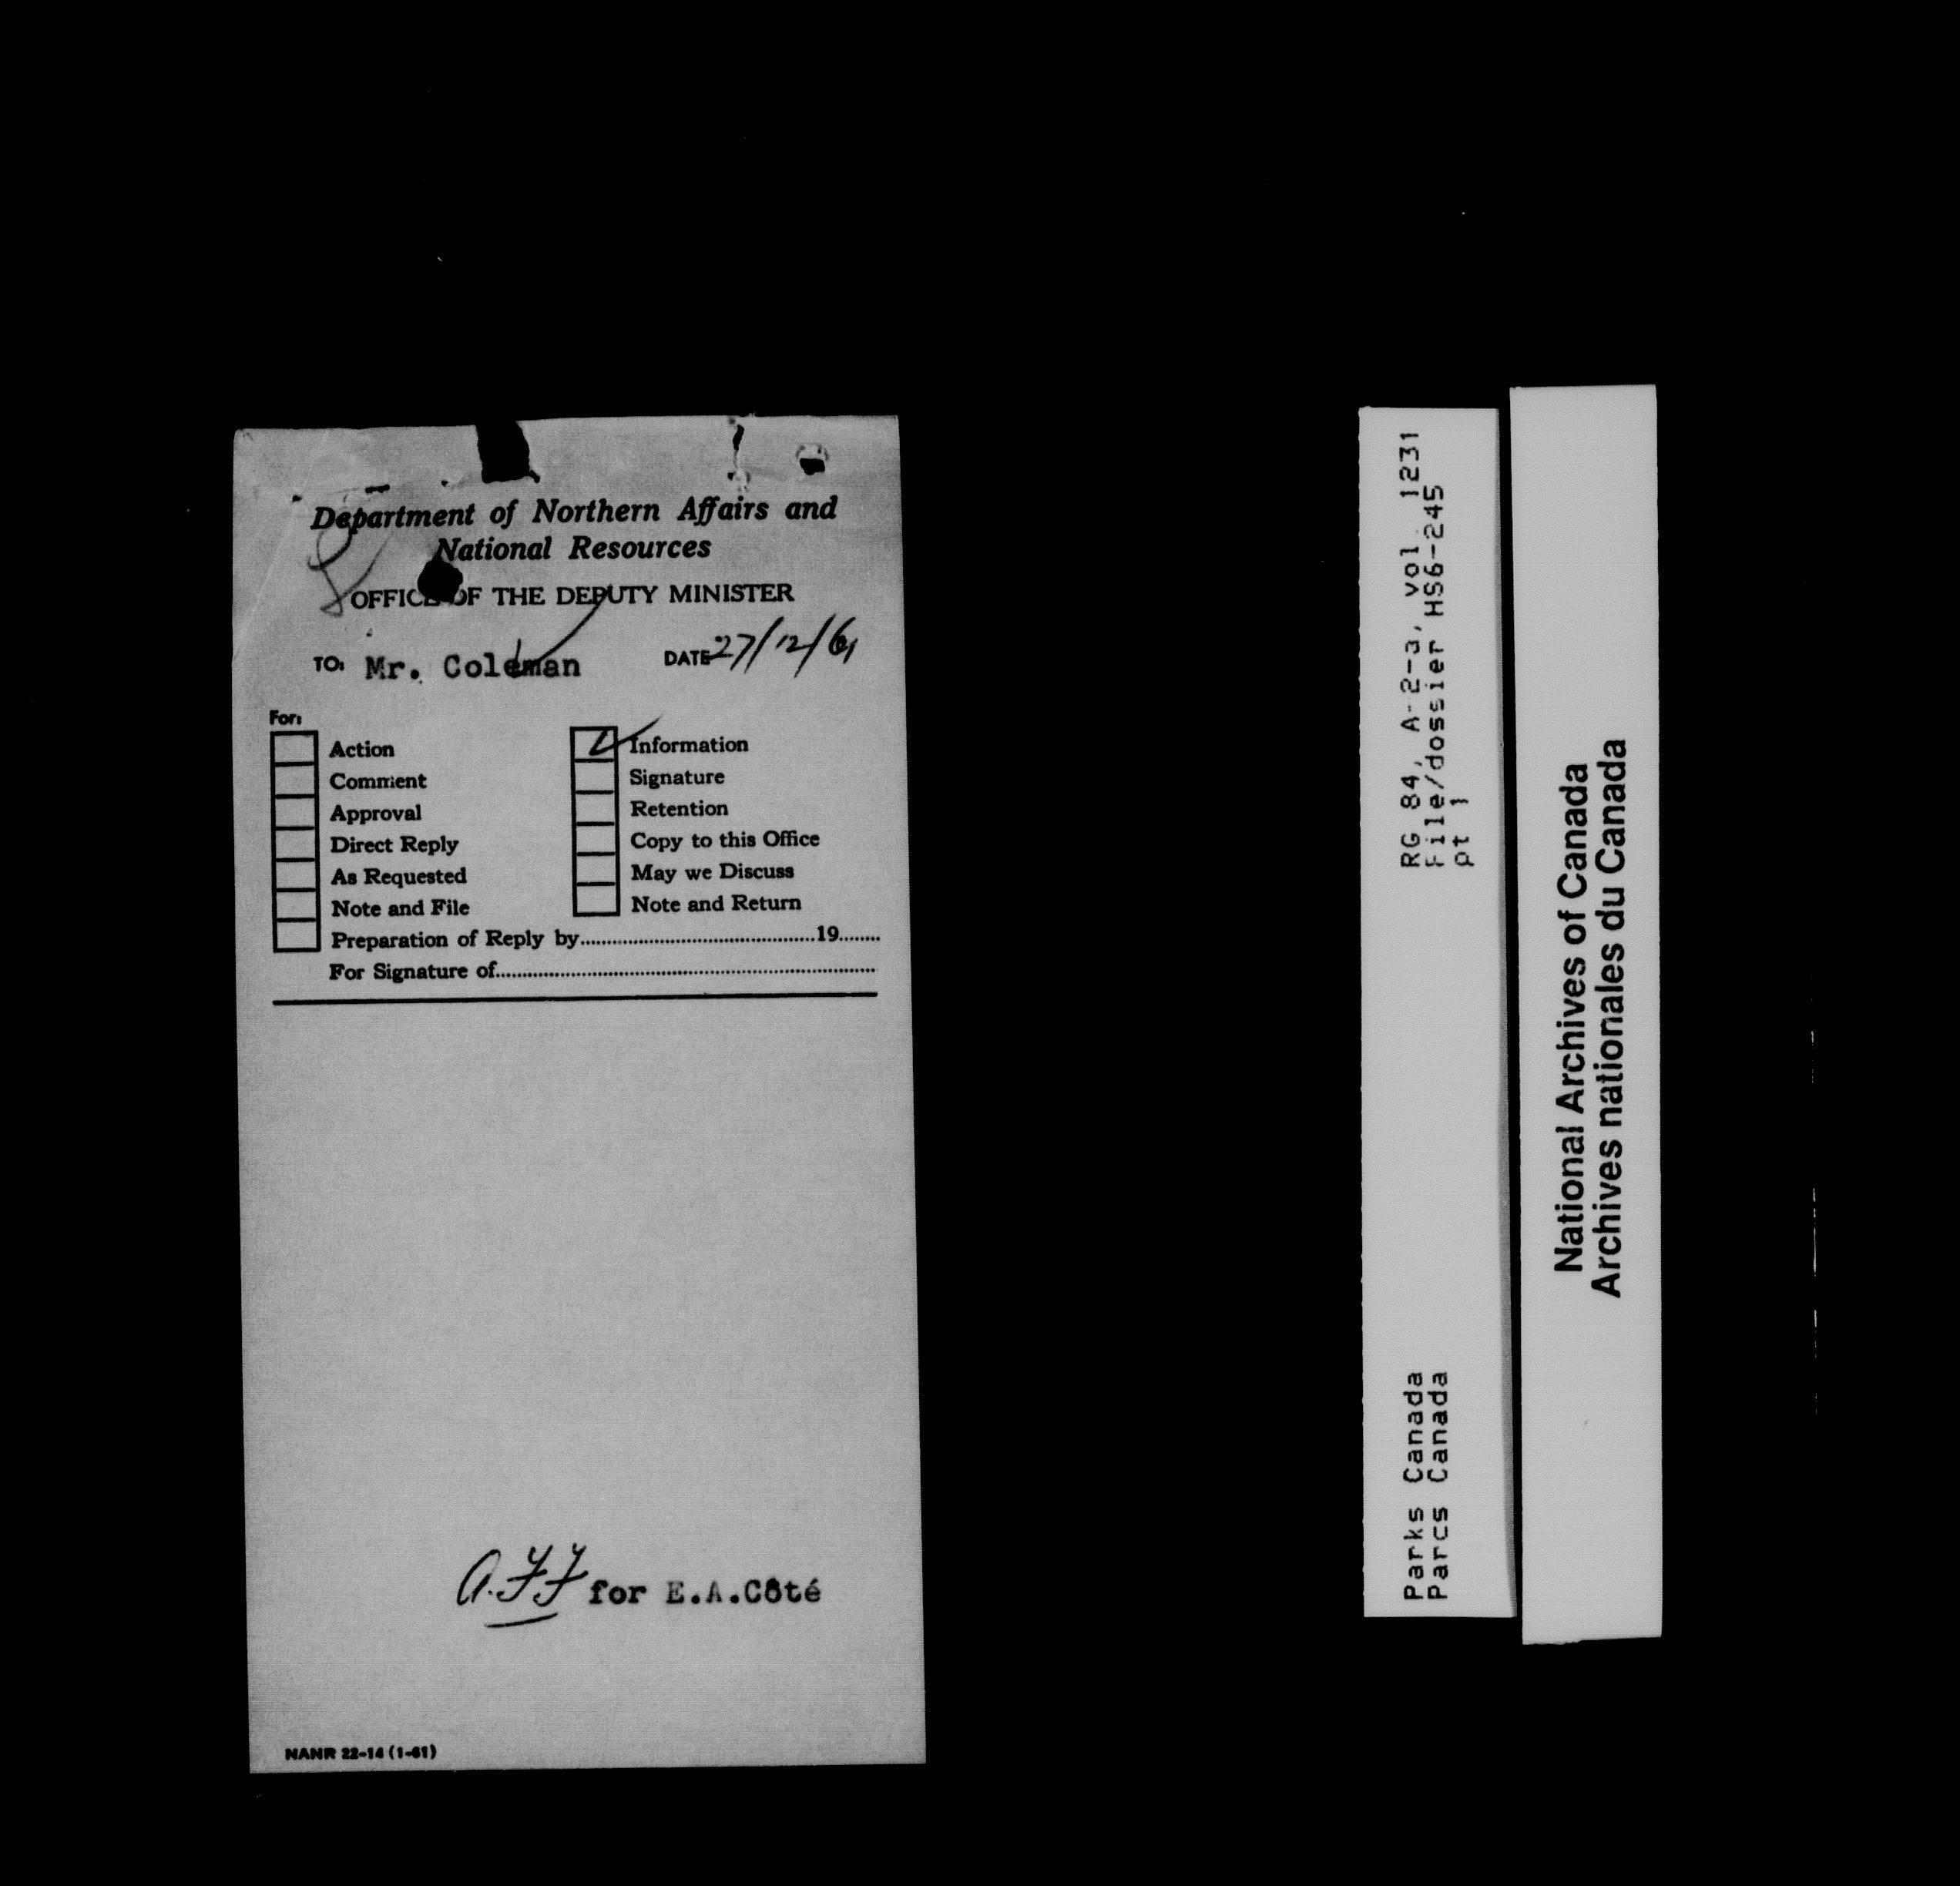 Department of Northern Affairs and
National Resources
OFFICE OF THE DEPUTY MINISTER
TO: Mr. Coleman DATE 27/12/61
For:
Action
Comment
Approval
Direct Reply
As Requested
Note and File
Information
Signature
Retention
Copy to this Office
May we Discuss
Note and Return
Preparation of Reply by..........19........
For Signature of..........
A.FF for E.A.Côté
NANR 22-14 (1-61)
RG 84, A-2-3, vol. 1231
File/dossier HS6-245
pt 1
Parks Canada
Parcs Canada
National Archives of Canada
Archives nationales du Canada